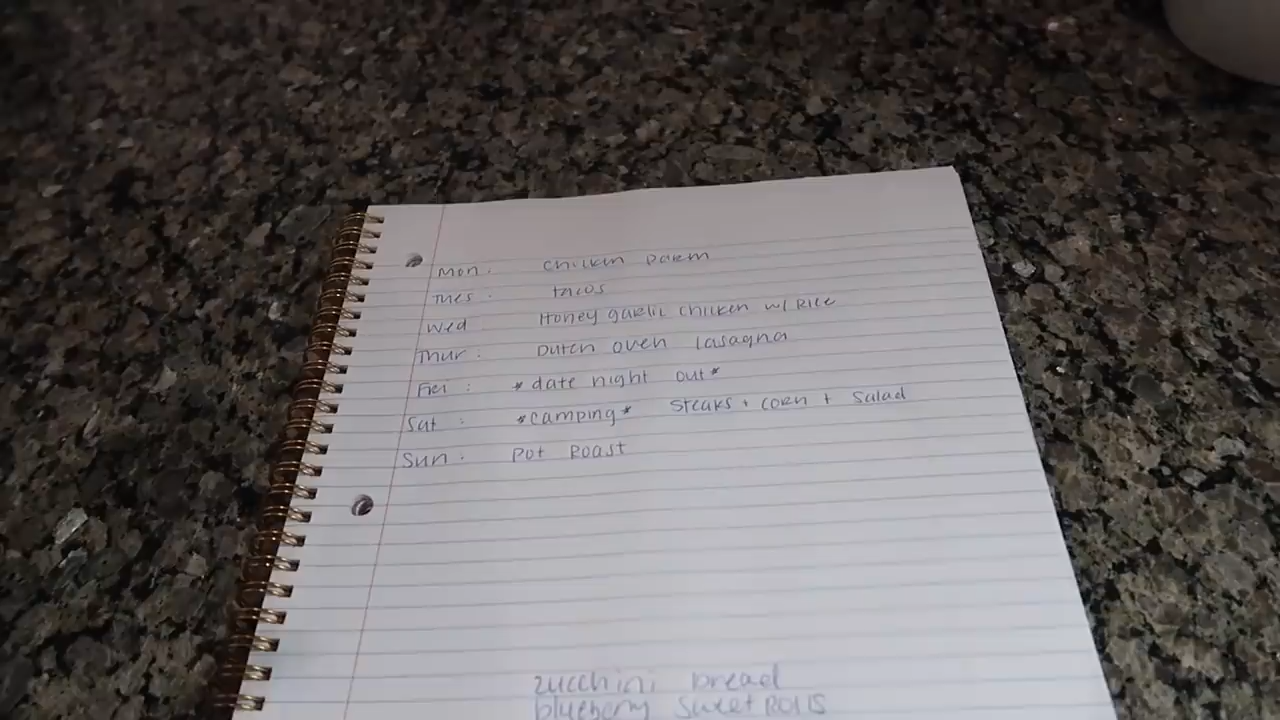 Mon. Chicken Parm
Tues. tacos
Wed Honey garlic chicken w/ Rice
Thur: Dutch oven lasagna
Fri: *date night out*
Sat: *camping* Steaks + corn + Salad
Sun: Pot Roast
zucchini bread
blueberry sweet Rolls